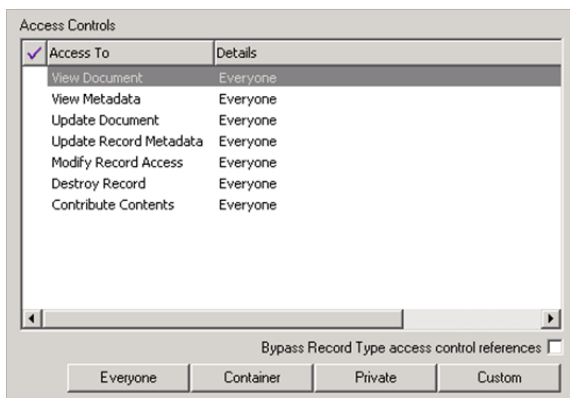 Access Controls
Access To Details
View Document Everyone
View Metadata Everyone
Update Document Everyone
Update Record Metadata Everyone
Modify Record Access Everyone
Destroy Record Everyone
Contribute Contents Everyone
Bypass Record Type access control references
Everyone Container Private Custom